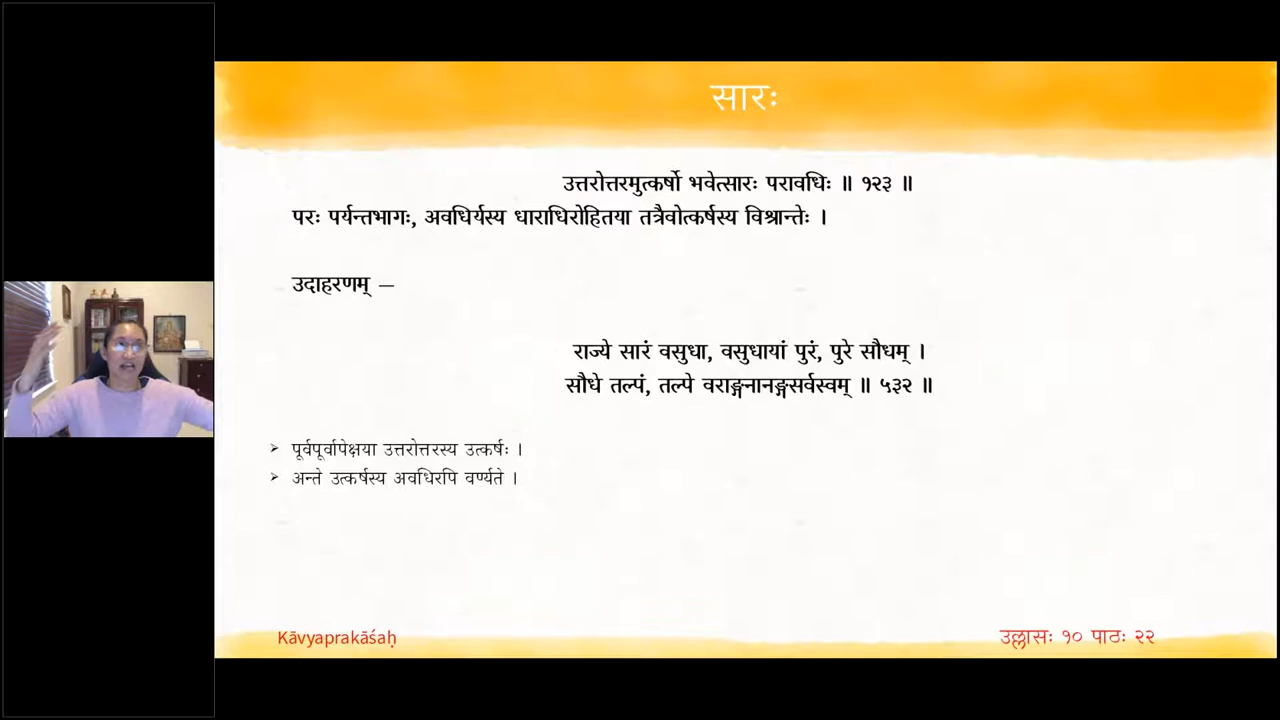 सारः
उत्तरोत्तरमुत्कर्षो भवेत्सारः परावधिः ॥ १२३ ॥
परः पर्यन्तभागः, अवधिर्यस्य धाराधिरोहितया तत्रैवोत्कर्षस्य विश्रान्तेः ।
उदाहरणम् —
राज्ये सारं वसुधा, वसुधायां पुरं, पुरे सौधम् ।
सौधे तल्पं, तल्पे वराङ्गनानङ्गसर्वस्वम् ॥ ५३२ ॥
➢ पूर्वपूर्वापेक्षया उत्तरोत्तरस्य उत्कर्षः ।
➢ अन्ते उत्कर्षस्य अवधिरपि वर्ण्यते ।
Kāvyaprakāśaḥ
उल्लासः १० पाठः २२